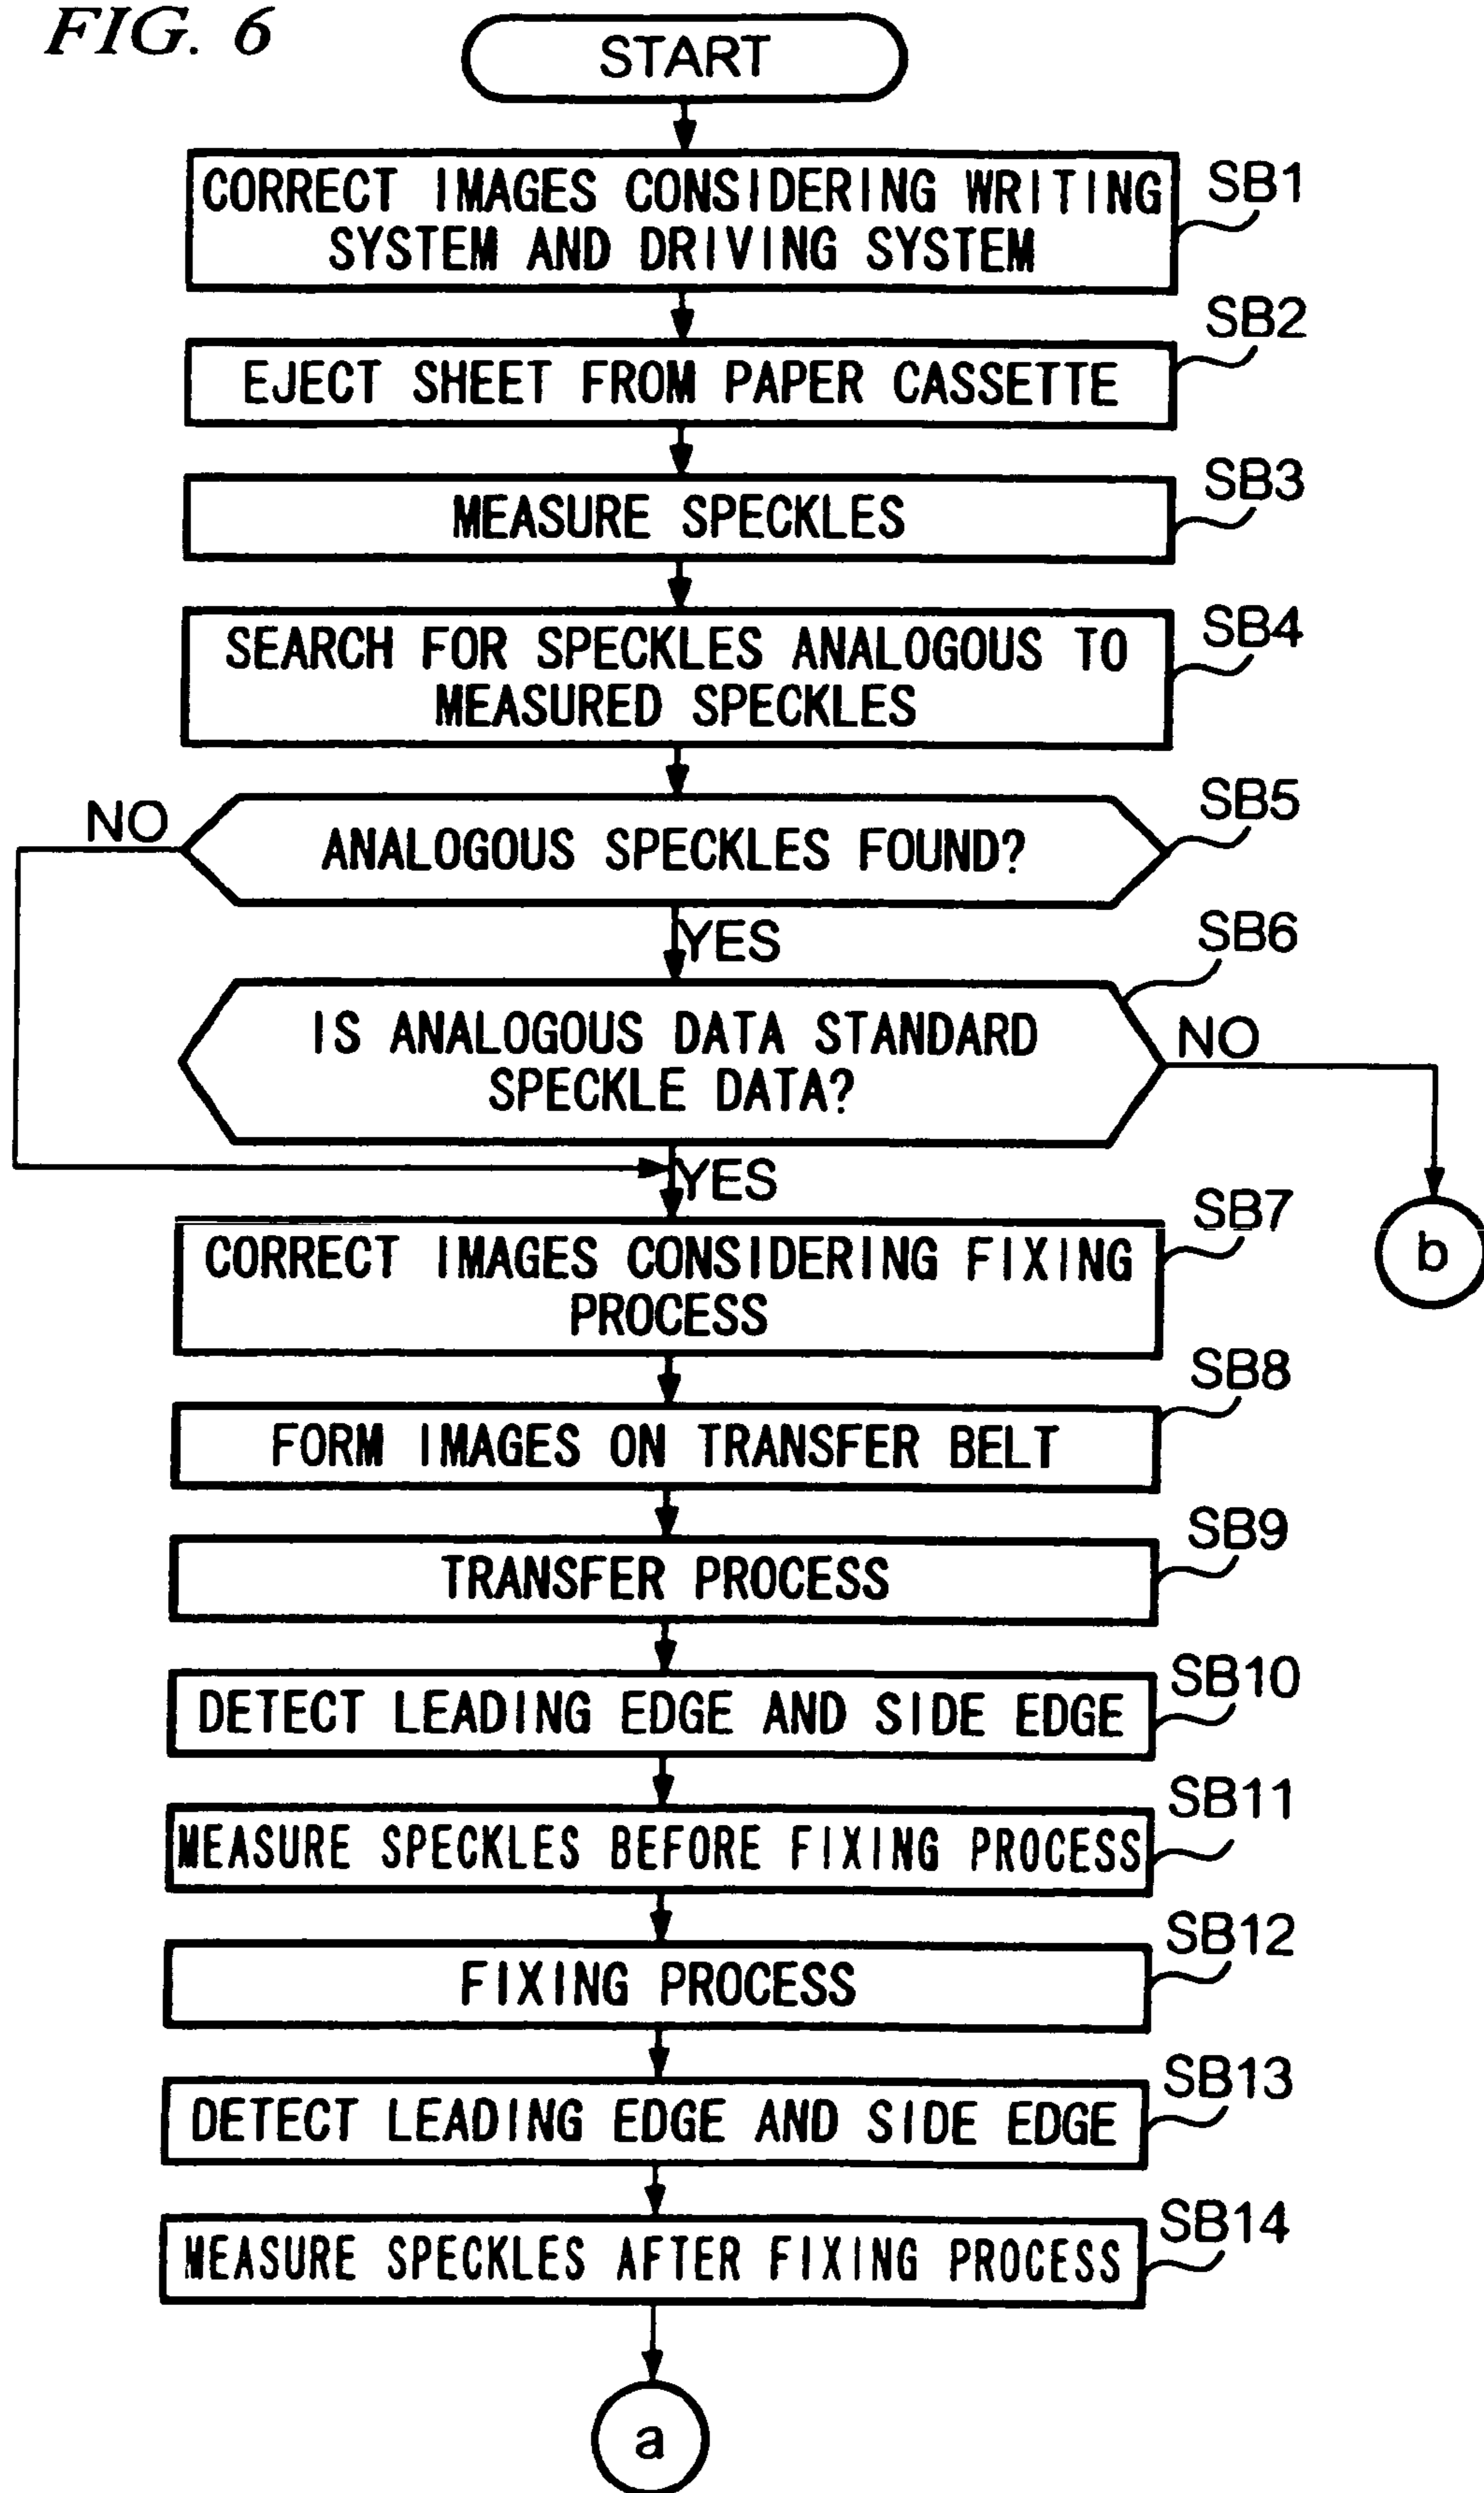 FIG. 6
START
CORRECT IMAGES CONSIDERING WRITING
SYSTEM AND DRIVING SYSTEM
SB1
EJECT SHEET FROM PAPER CASSETTE
SB2
MEASURE SPECKLES
SB3
SEARCH FOR SPECKLES ANALOGOUS TO
MEASURED SPECKLES
SB4
ANALOGOUS SPECKLES FOUND?
SB5
NO
YES
IS ANALOGOUS DATA STANDARD
SPECKLE DATA?
SB6
NO
b
YES
CORRECT IMAGES CONSIDERING FIXING
PROCESS
SB7
FORM IMAGES ON TRANSFER BELT
SB8
TRANSFER PROCESS
SB9
DETECT LEADING EDGE AND SIDE EDGE
SB10
MEASURE SPECKLES BEFORE FIXING PROCESS
SB11
FIXING PROCESS
SB12
DETECT LEADING EDGE AND SIDE EDGE
SB13
MEASURE SPECKLES AFTER FIXING PROCESS
SB14
a